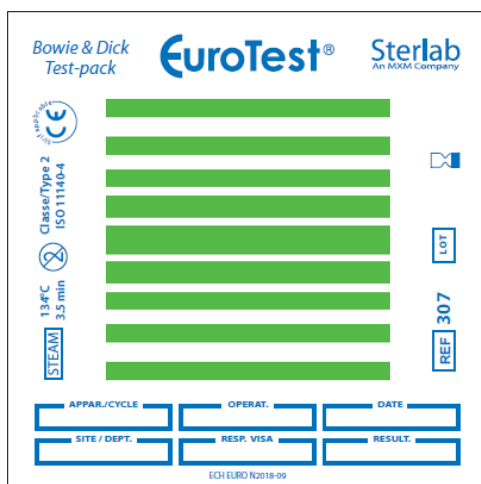 Bowie & Dick
Test-pack
EUROTEST®
Sterlab
An MXM Company
sur applicable
CE
Classe/Type 2
ISO 11140-4
2
134°C
3.5 min
STEAM
LOT
REF 307
APPAR./CYCLE
OPERAT.
DATE
SITE / DEPT.
RESP. VISA
RESULT.
ECH EURO N2018-09